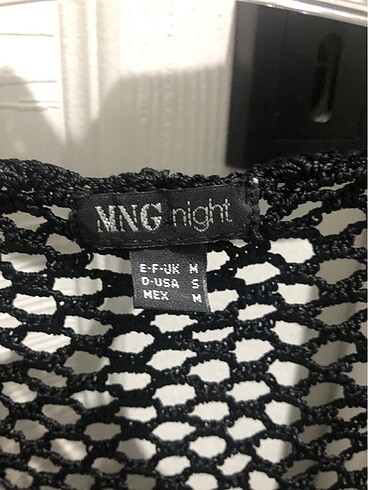 MNG night
E-F-UK M
D-USA S
MEX M